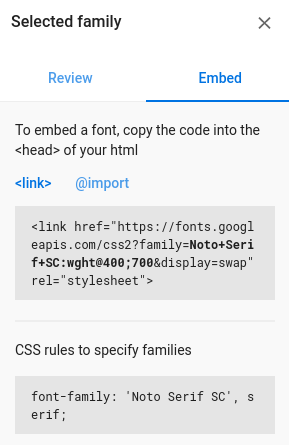 Selected family
Review
Embed
To embed a font, copy the code into the
<head> of your html
<link>
@import
<link href="https://fonts.googl
eapis.com/css2?family=Noto+Seri
f+SC:wght@400;700&display=swap"
rel="stylesheet">
CSS rules to specify families
font-family: 'Noto Serif SC', s
erif;